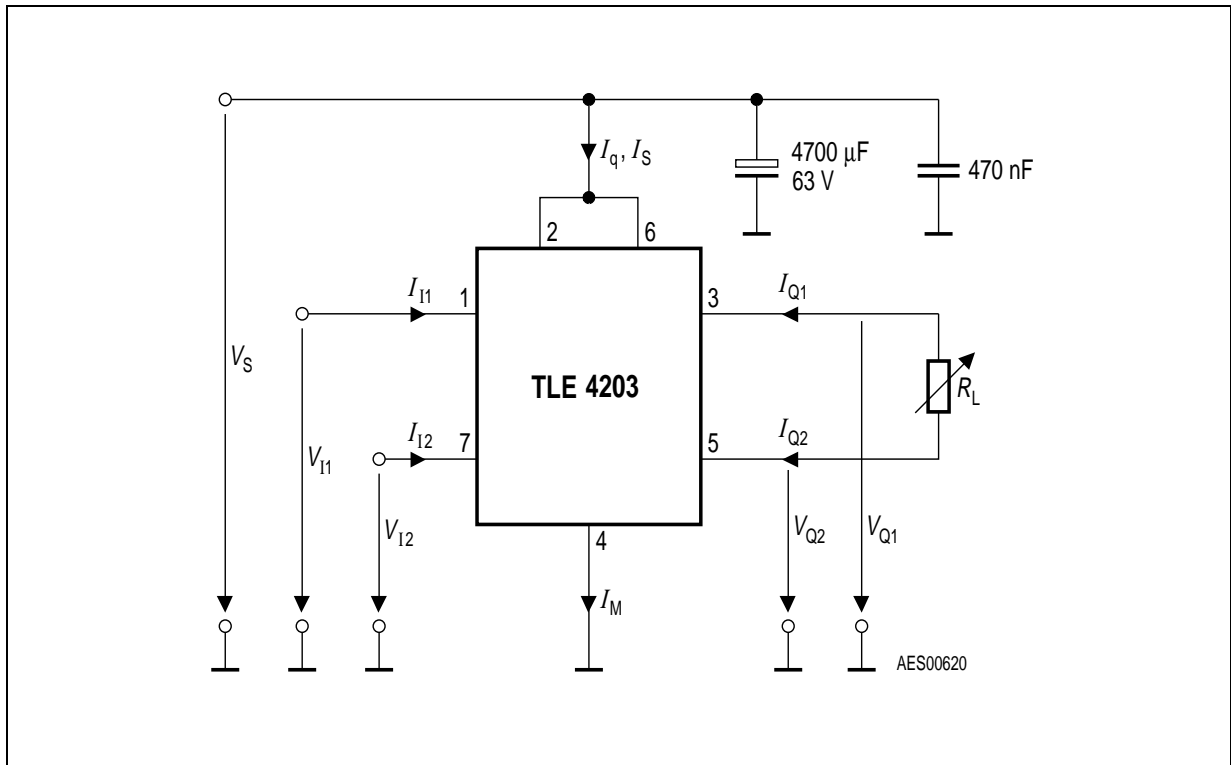 I_q, I_S
4700 µF
63 V
470 nF
2
6
I_I1
1
3
I_Q1
V_S
TLE 4203
R_L
I_I2
7
5
I_Q2
V_I1
V_I2
4
V_Q2
V_Q1
I_M
AES00620